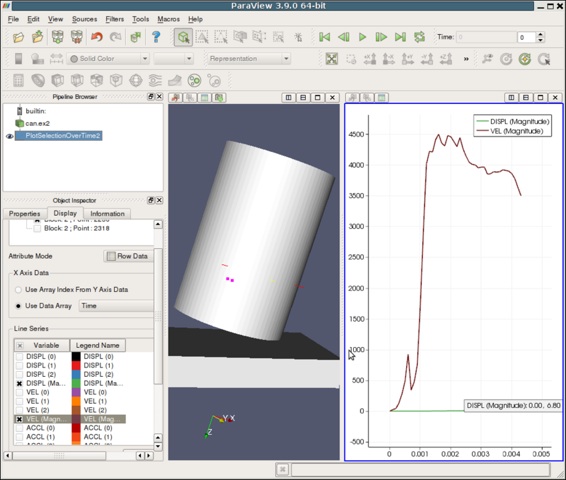 ParaView 3.9.0 64-bit
File Edit View Sources Filters Tools Macros Help
Time: 0
Solid Color Representation
Pipeline Browser
builtin:
can.ex2
PlotSelectionOverTime2
Object Inspector
Properties Display Information
Block: 2 ; Point: 2318
Attribute Mode Row Data
X Axis Data
Use Array Index From Y Axis Data
Use Data Array Time
Line Series
Variable Legend Name
DISPL (0) DISPL (0)
DISPL (1) DISPL (1)
DISPL (2) DISPL (2)
DISPL (Ma... DISPL (Ma...
VEL (0) VEL (0)
VEL (1) VEL (1)
VEL (2) VEL (2)
VEL (Magn... VEL (Mag...
ACCL (0) ACCL (0)
ACCL (1) ACCL (1)
Y X
Z
DISPL (Magnitude)
VEL (Magnitude)
4500
4000
3500
3000
2500
2000
1500
1000
500
0
-500
0 0.001 0.002 0.003 0.004 0.005
DISPL (Magnitude): 0.00, 6.80